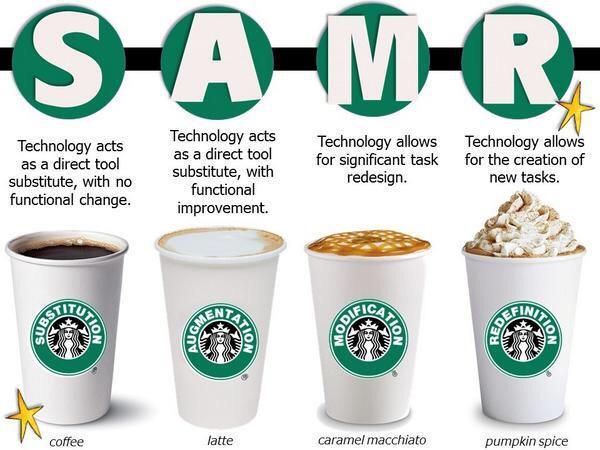 S A M R
Technology acts
as a direct tool
substitute, with no
functional change.
Technology acts
as a direct tool
substitute, with
functional
improvement.
Technology allows
for significant task
redesign.
Technology allows
for the creation of
new tasks.
SUBSTITUTION
®
AUGMENTATION
®
MODIFICATION
®
REDEFINITION
®
coffee
latte
caramel macchiato
pumpkin spice